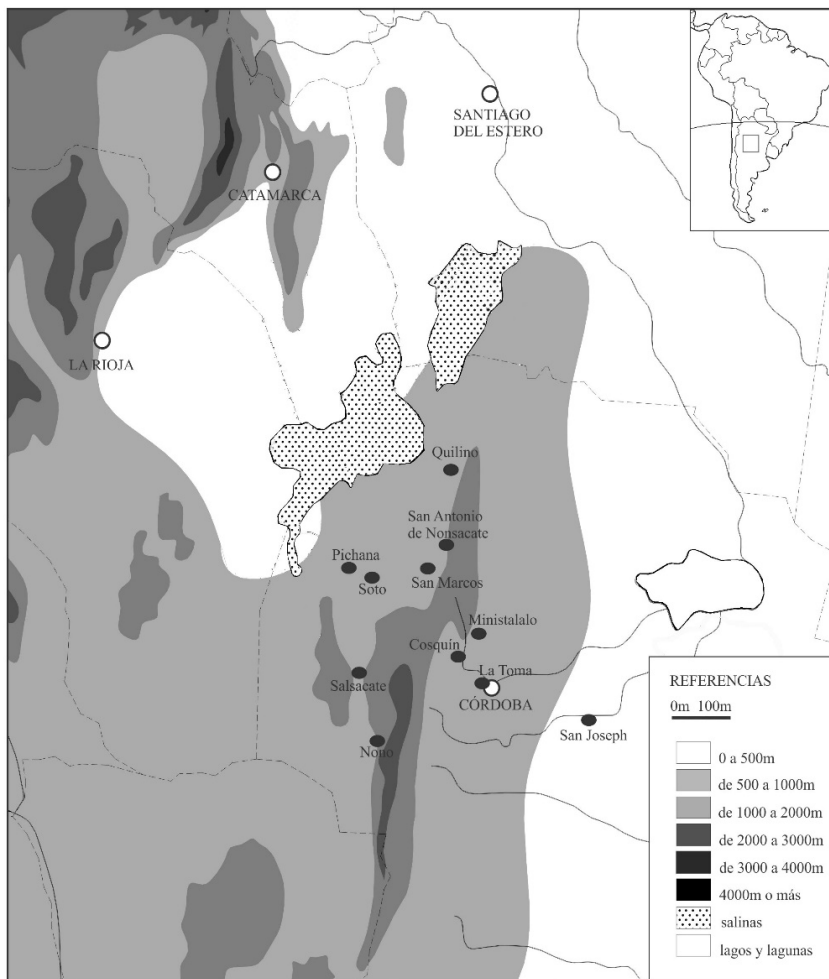 SANTIAGO
DEL ESTERO
CATAMARCA
LA RIOJA
Quilino
San Antonio
de Nonsacate
Pichana
Soto
San Marcos
Ministalalo
Cosquín
La Toma
Salsacate
CÓRDOBA
San Joseph
Nono
REFERENCIAS
0m 100m
0 a 500m
de 500 a 1000m
de 1000 a 2000m
de 2000 a 3000m
de 3000 a 4000m
4000m o más
salinas
lagos y lagunas